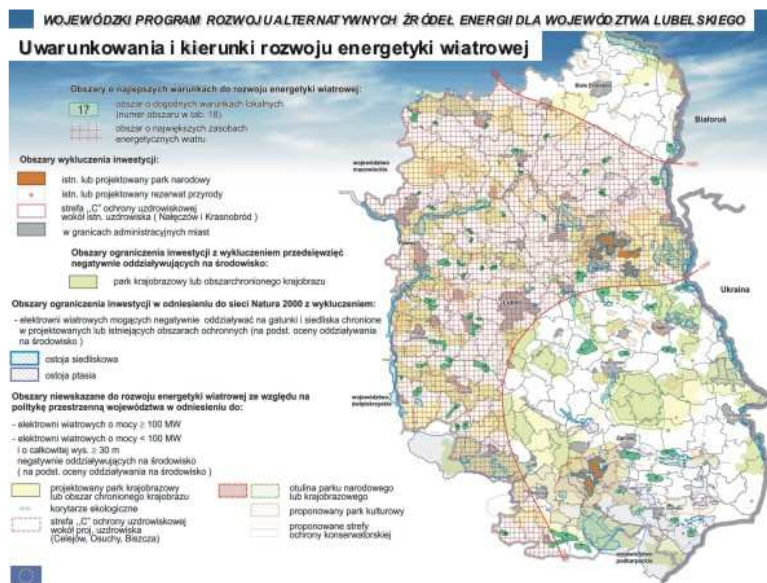 WOJEWÓDZKI PROGRAM ROZWOJU ALTERNATYWNYCH ŹRÓDEŁ ENERGII DLA WOJEWÓDZTWA LUBELSKIEGO
Uwarunkowania i kierunki rozwoju energetyki wiatrowej
Obszary o najlepszych warunkach do rozwoju energetyki wiatrowej:
17
obszar o dogodnych warunkach lokalnych
(numer obszaru w tab. 18)
obszar o największych zasobach
energetycznych wiatru
Obszary wykluczenia inwestycji:
istn. lub projektowany park narodowy
istn. lub projektowany rezerwat przyrody
strefa „C" ochrony uzdrowiskowej
wokół istn. uzdrowiska ( Nałęczów i Krasnobród )
w granicach administracyjnych miast
Obszary ograniczenia inwestycji z wykluczeniem przedsięwzięć
negatywnie oddziaływujących na środowisko:
park krajobrazowy lub obszarchronionego krajobrazu
Obszary ograniczenia inwestycji w odniesieniu do sieci Natura 2000 z wykluczeniem:
- elektrowni wiatrowych mogących negatywnie oddziaływać na gatunki i siedliska chronione
w projektowanych lub istniejących obszarach ochronnych (na podst. oceny oddziaływania
na środowisko )
ostoja siedliskowa
ostoja ptasia
Obszary niewskazane do rozwoju energetyki wiatrowej ze względu na
politykę przestrzenną województwa w odniesieniu do:
- elektrowni wiatrowych o mocy ≥ 100 MW
- elektrowni wiatrowych o mocy < 100 MW
i o całkowitej wys. ≥ 30 m
negatywnie oddziaływujących na środowisko
( na podst. oceny oddziaływania na środowisko )
projektowany park krajobrazowy
lub obszar chronionego krajobrazu
korytarze ekologiczne
strefa „C" ochrony uzdrowiskowej
wokół proj. uzdrowiska
(Celejów, Osuchy, Biszcza)
otulina parku narodowego
lub krajobrazowego
proponowany park kulturowy
proponowane strefy
ochrony konserwatorskiej
Białoruś
województwo
mazowieckie
Ukraina
województwo
świętokrzyskie
województwo
podkarpackie